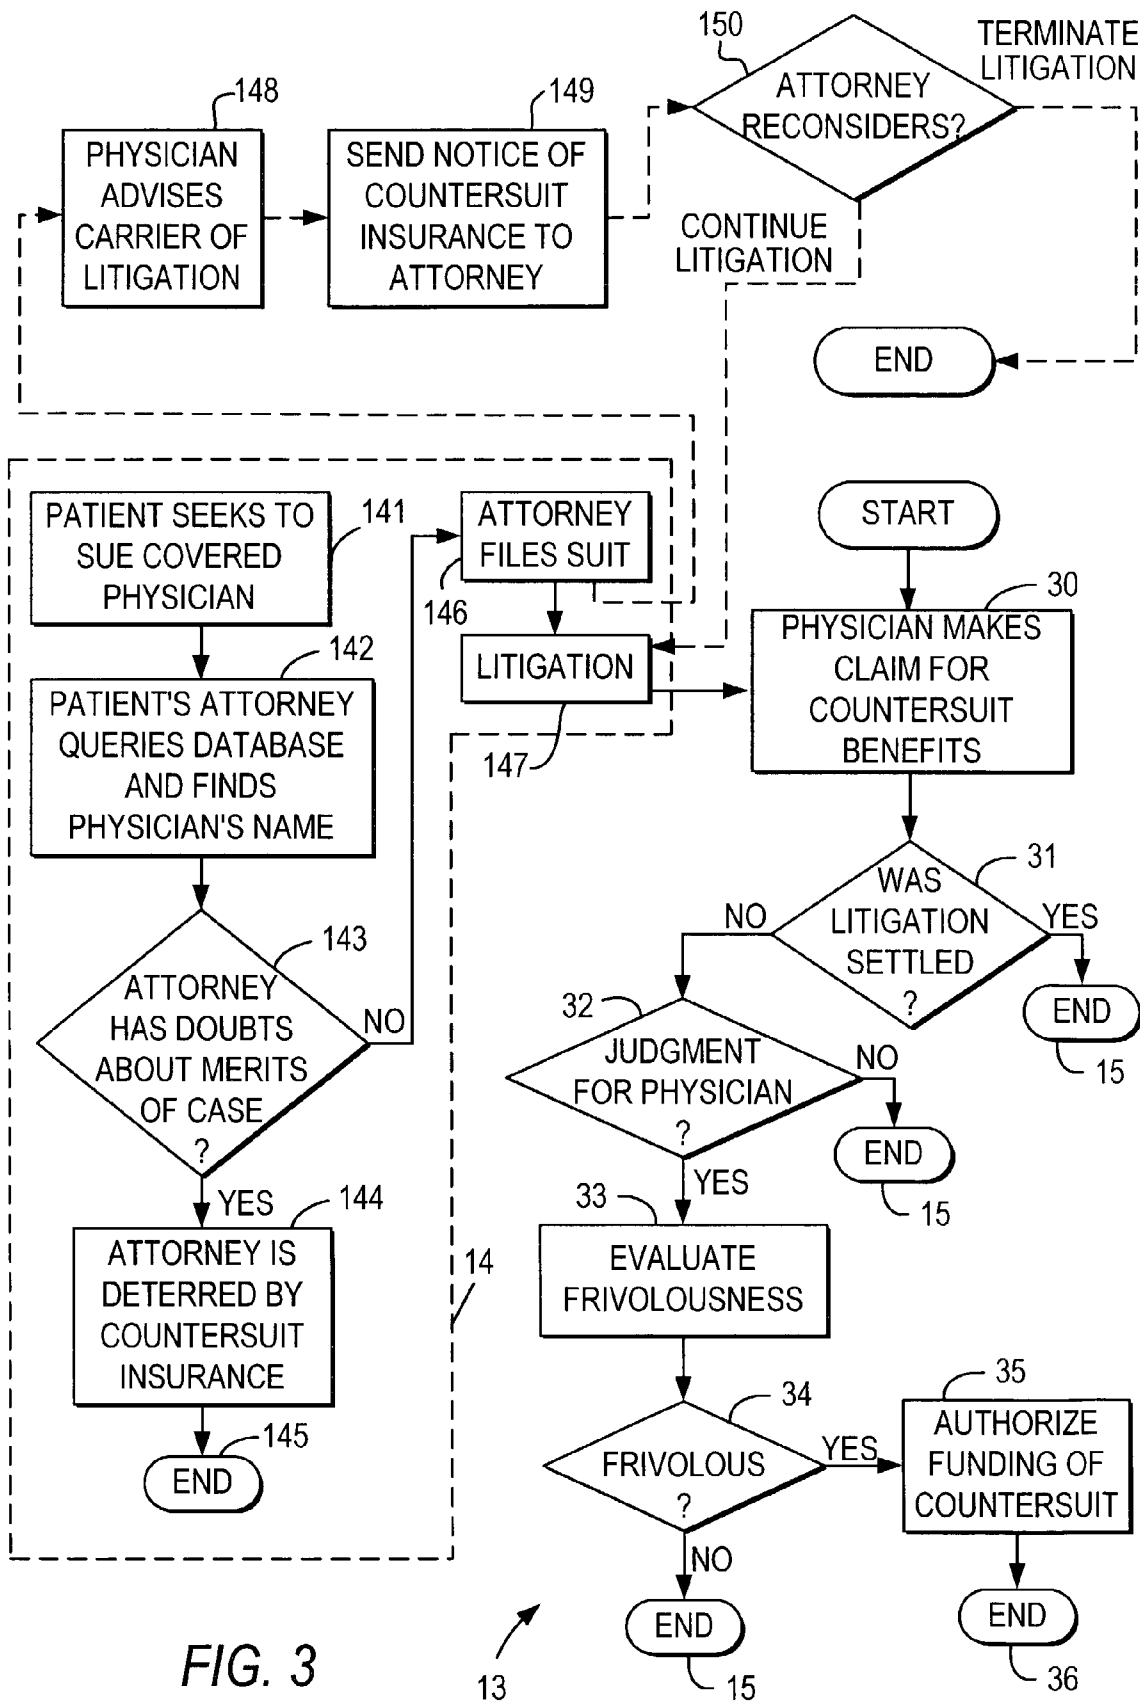 148
PHYSICIAN
ADVISES
CARRIER OF
LITIGATION
149
SEND NOTICE OF
COUNTERSUIT
INSURANCE TO
ATTORNEY
150
ATTORNEY
RECONSIDERS?
TERMINATE
LITIGATION
CONTINUE
LITIGATION
END
PATIENT SEEKS TO
SUE COVERED
PHYSICIAN
141
142
PATIENT'S ATTORNEY
QUERIES DATABASE
AND FINDS
PHYSICIAN'S NAME
143
ATTORNEY
HAS DOUBTS
ABOUT MERITS
OF CASE
?
NO
YES
144
ATTORNEY IS
DETERRED BY
COUNTERSUIT
INSURANCE
145
END
14
ATTORNEY
FILES SUIT
146
LITIGATION
147
START
30
PHYSICIAN MAKES
CLAIM FOR
COUNTERSUIT
BENEFITS
31
WAS
LITIGATION
SETTLED
?
NO
YES
END
15
32
JUDGMENT
FOR PHYSICIAN
?
NO
END
15
YES
33
EVALUATE
FRIVOLOUSNESS
34
FRIVOLOUS
?
YES
35
AUTHORIZE
FUNDING OF
COUNTERSUIT
NO
END
15
END
36
13
FIG. 3